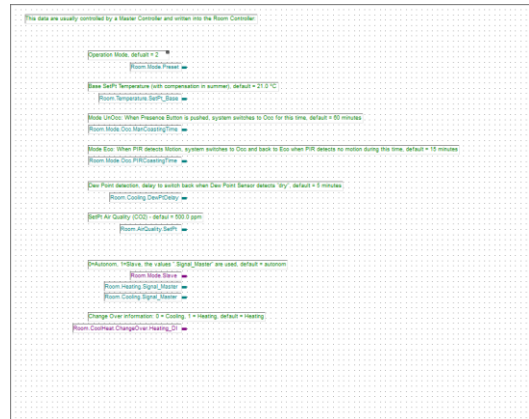 This data are usually controlled by a Master Controller and written into the Room Controller
Operation Mode, defualt = 2
Room.Mode.Preset
Base SetPt Temperature (with compensation in summer), default = 21.0 °C
Room.Temperature.SetPt_Base
Mode UnOcc: When Presence Button is pushed, system switches to Occ for this time, default = 60 minutes
Room.Mode.Occ.ManCoastingTime
Mode Eco: When PIR detects Motion, system switches to Occ and back to Eco when PIR detects no motion during this time, default = 15 minutes
Room.Mode.Occ.PIRCoastingTime
Dew Point detection, delay to switch back when Dew Point Sensor detects "dry", default = 5 minutes
Room.Cooling.DewPtDelay
SetPt Air Quality (CO2) - defaul = 500.0 ppm
Room.AirQuality.SetPt
0=Autonom, 1=Slave, the values ".Signal_Master" are used, default = autonom
Room.Mode.Slave
Room.Heating.Signal_Master
Room.Cooling.Signal_Master
Change Over information: 0 = Cooling, 1 = Heating, default = Heating
Room.CoolHeat.ChangeOver.Heating_DI